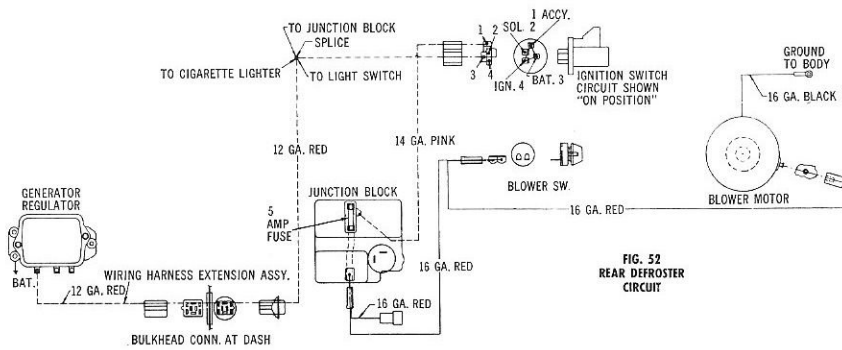 TO JUNCTION BLOCK
SPLICE
TO CIGARETTE LIGHTER
TO LIGHT SWITCH
1
2
3
4
1 ACCY.
SOL. 2
BAT. 3
IGN. 4
IGNITION SWITCH
CIRCUIT SHOWN
"ON POSITION"
GROUND
TO BODY
16 GA. BLACK
12 GA. RED
14 GA. PINK
BLOWER SW.
BLOWER MOTOR
16 GA. RED
GENERATOR
REGULATOR
JUNCTION BLOCK
5
AMP
FUSE
16 GA. RED
BAT.
12 GA. RED
WIRING HARNESS EXTENSION ASSY.
16 GA. RED
BULKHEAD CONN. AT DASH
FIG. 52
REAR DEFROSTER
CIRCUIT